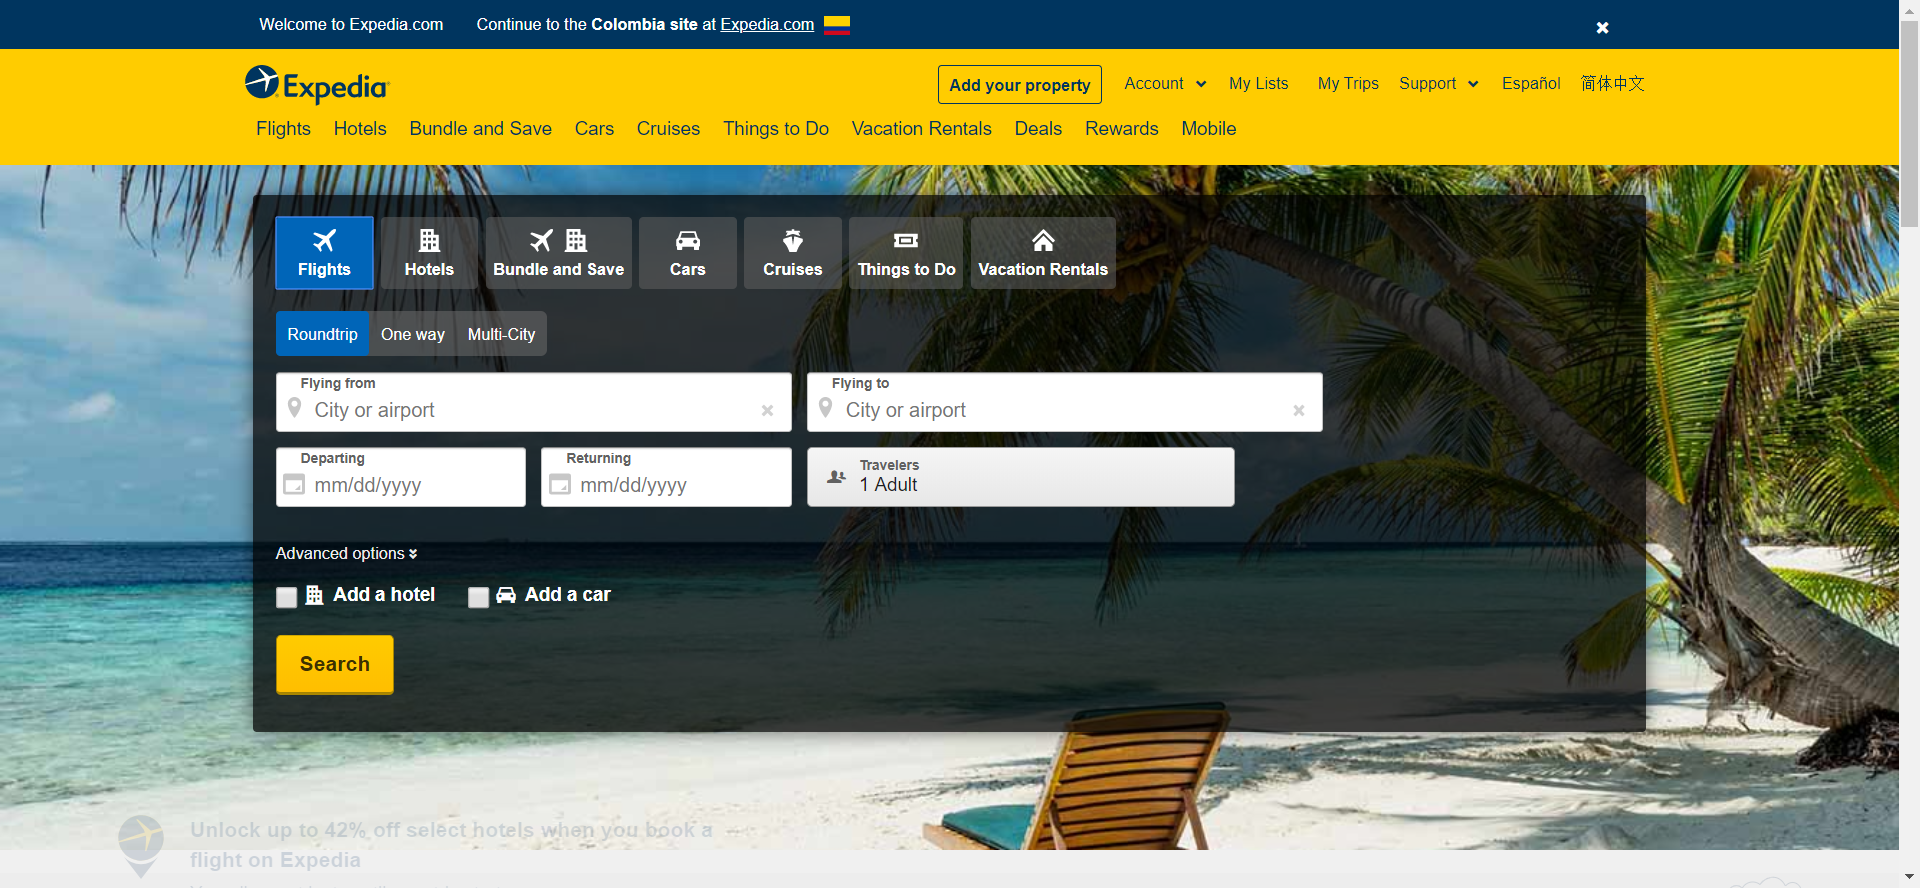 Welcome to Expedia.com Continue to the Colombia site at Expedia.com
Expedia
Add your property Account My Lists My Trips Support Español 简体中文
Flights Hotels Bundle and Save Cars Cruises Things to Do Vacation Rentals Deals Rewards Mobile
Flights Hotels Bundle and Save Cars Cruises Things to Do Vacation Rentals
Roundtrip One way Multi-City
Flying from Flying to
City or airport City or airport
Departing Returning Travelers
mm/dd/yyyy mm/dd/yyyy 1 Adult
Advanced options
Add a hotel Add a car
Search
Unlock up to 42% off select hotels when you book a
flight on Expedia